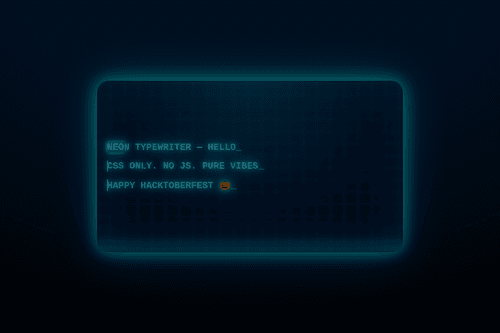 NEON TYPEWRITER — HELLO_
CSS ONLY. NO JS. PURE VIBES_
HAPPY HACKTOBERFEST 🎃_